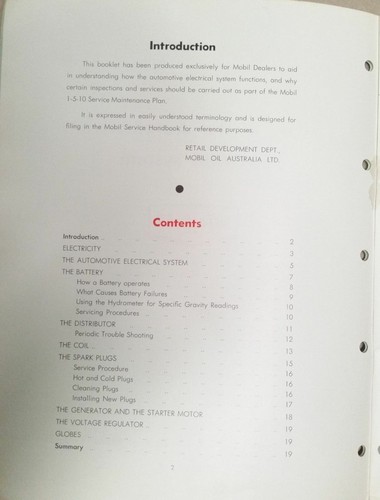 Introduction
This booklet has been produced exclusively for Mobil Dealers to aid
in understanding how the automotive electrical system functions, and why
certain inspections and services should be carried out as part of the Mobil
1-5-10 Service Maintenance Plan.
It is expressed in easily understood terminology and is designed for
filing in the Mobil Service Handbook for reference purposes.
RETAIL DEVELOPMENT DEPT.,
MOBIL OIL AUSTRALIA LTD.
Contents
Introduction 2
ELECTRICITY 3
THE AUTOMOTIVE ELECTRICAL SYSTEM 5
THE BATTERY 7
How a Battery operates 8
What Causes Battery Failures 9
Using the Hydrometer for Specific Gravity Readings 10
Servicing Procedures 10
THE DISTRIBUTOR 11
Periodic Trouble Shooting 12
THE COIL 13
THE SPARK PLUGS 15
Service Procedure 16
Hot and Cold Plugs 16
Cleaning Plugs 16
Installing New Plugs 17
THE GENERATOR AND THE STARTER MOTOR 18
THE VOLTAGE REGULATOR 19
GLOBES 19
Summary 19
2